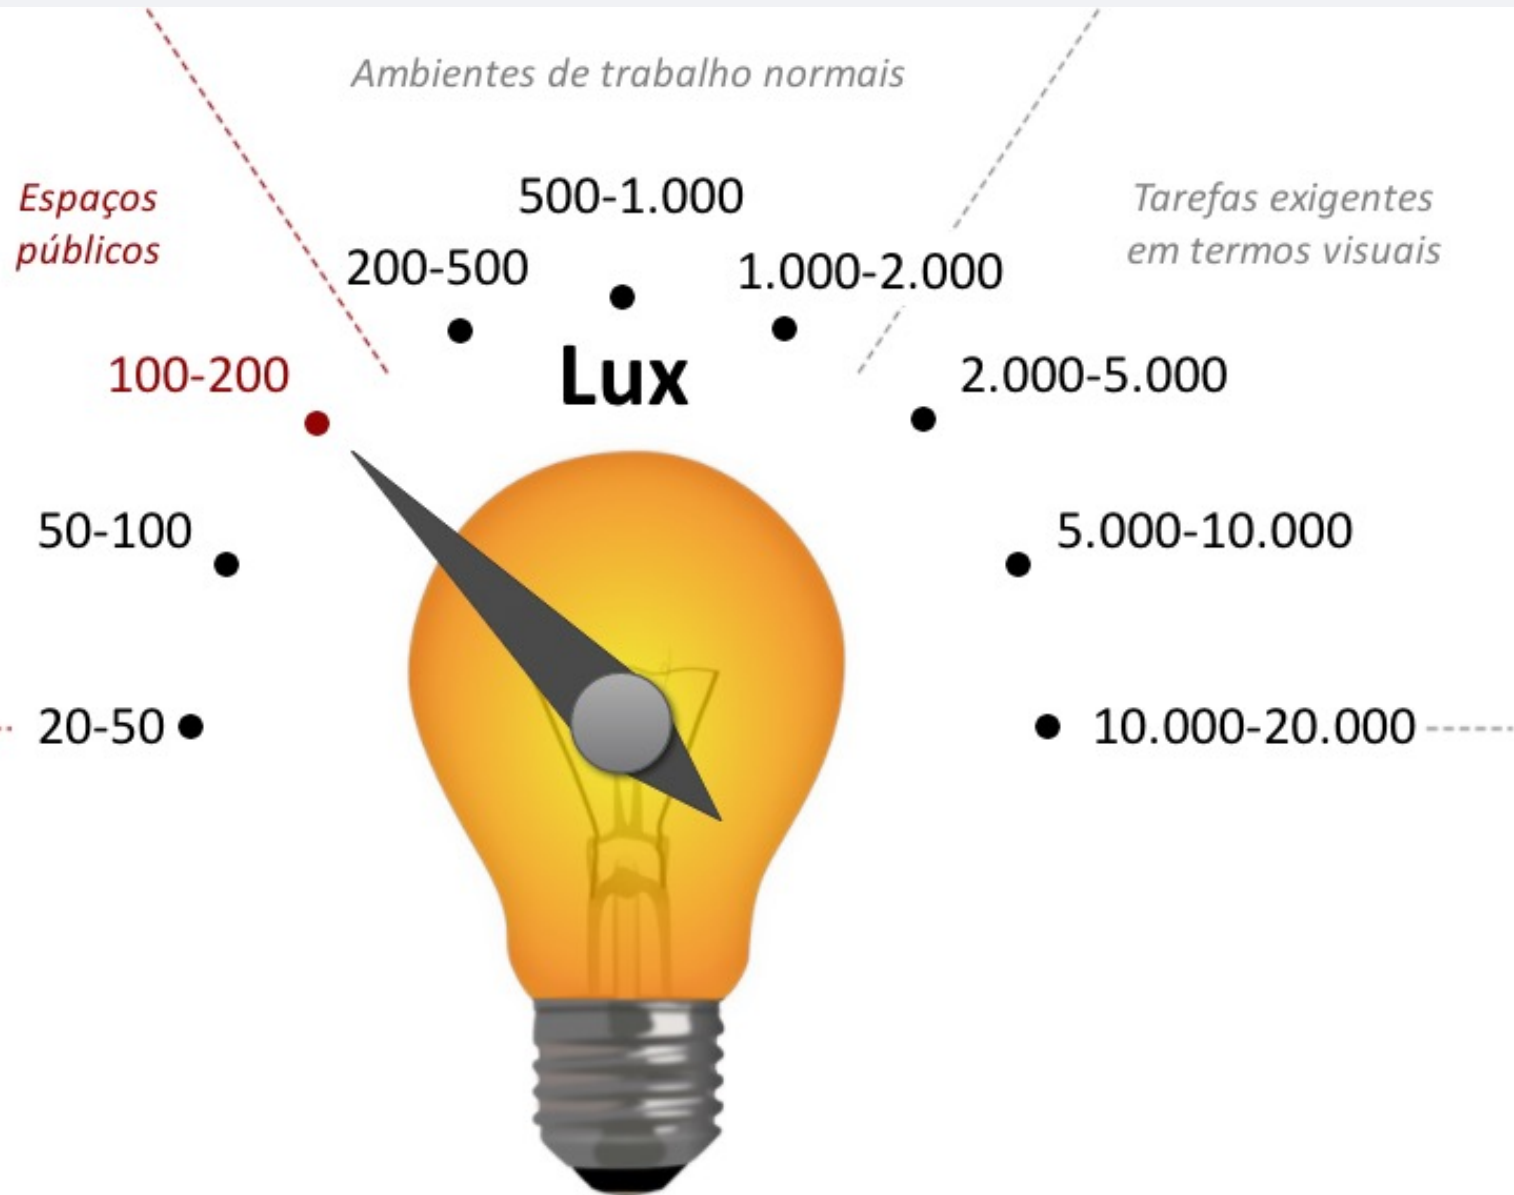 Ambientes de trabalho normais
Espaços
públicos
Tarefas exigentes
em termos visuais
500-1.000
200-500
1.000-2.000
Lux
100-200
2.000-5.000
50-100
5.000-10.000
20-50
10.000-20.000